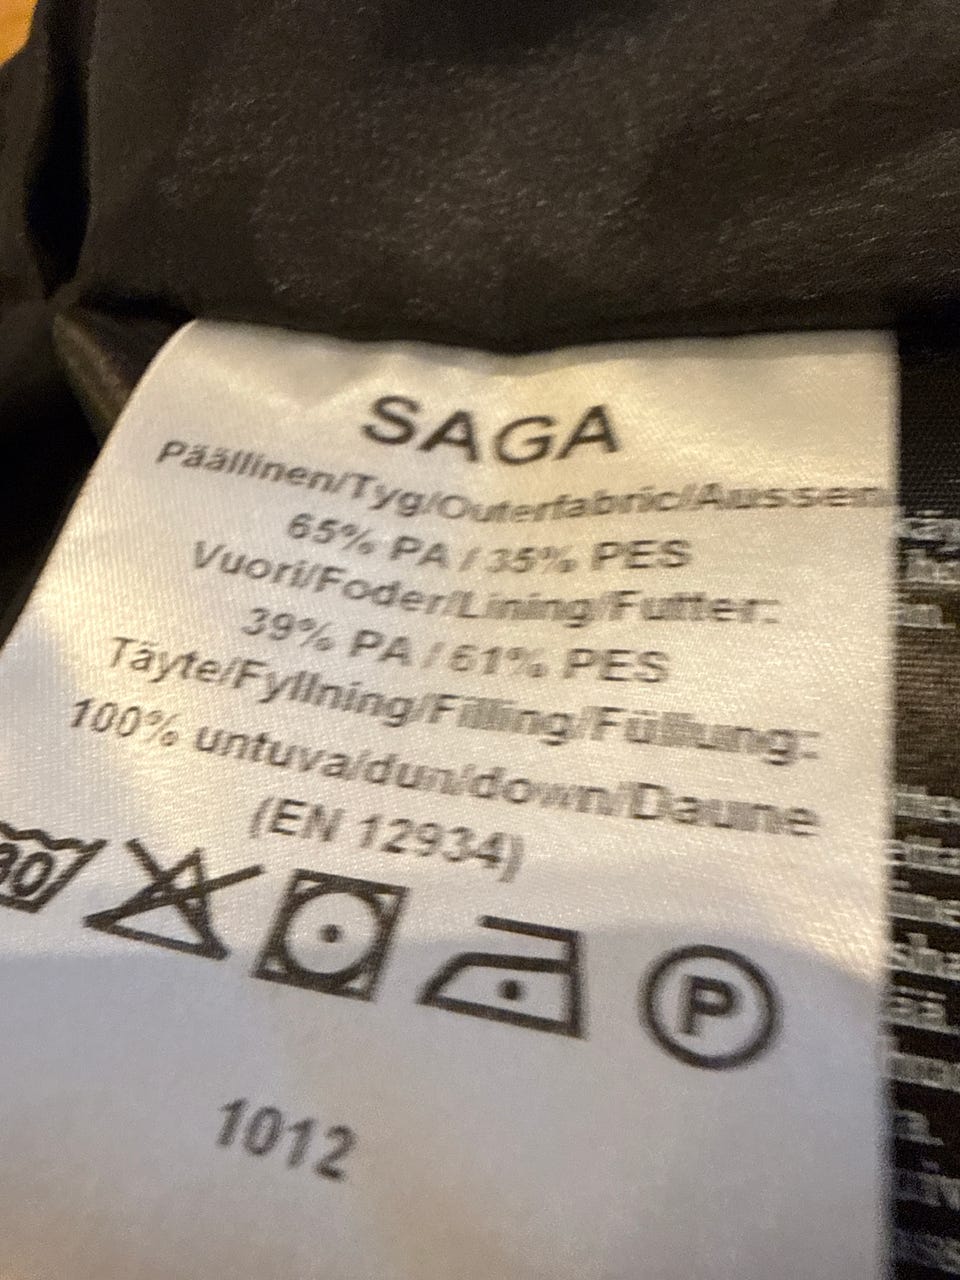 SAGA
Päällinen/Tyg/Outerfabric/Aussen
65% PA / 35% PES
Vuori/Foder/Lining/Futter:
39% PA / 61% PES
Täyte/Fyllning/Filling/Füllung:
100% untuva/dun/down/Daune
(EN 12934)
30
P
1012